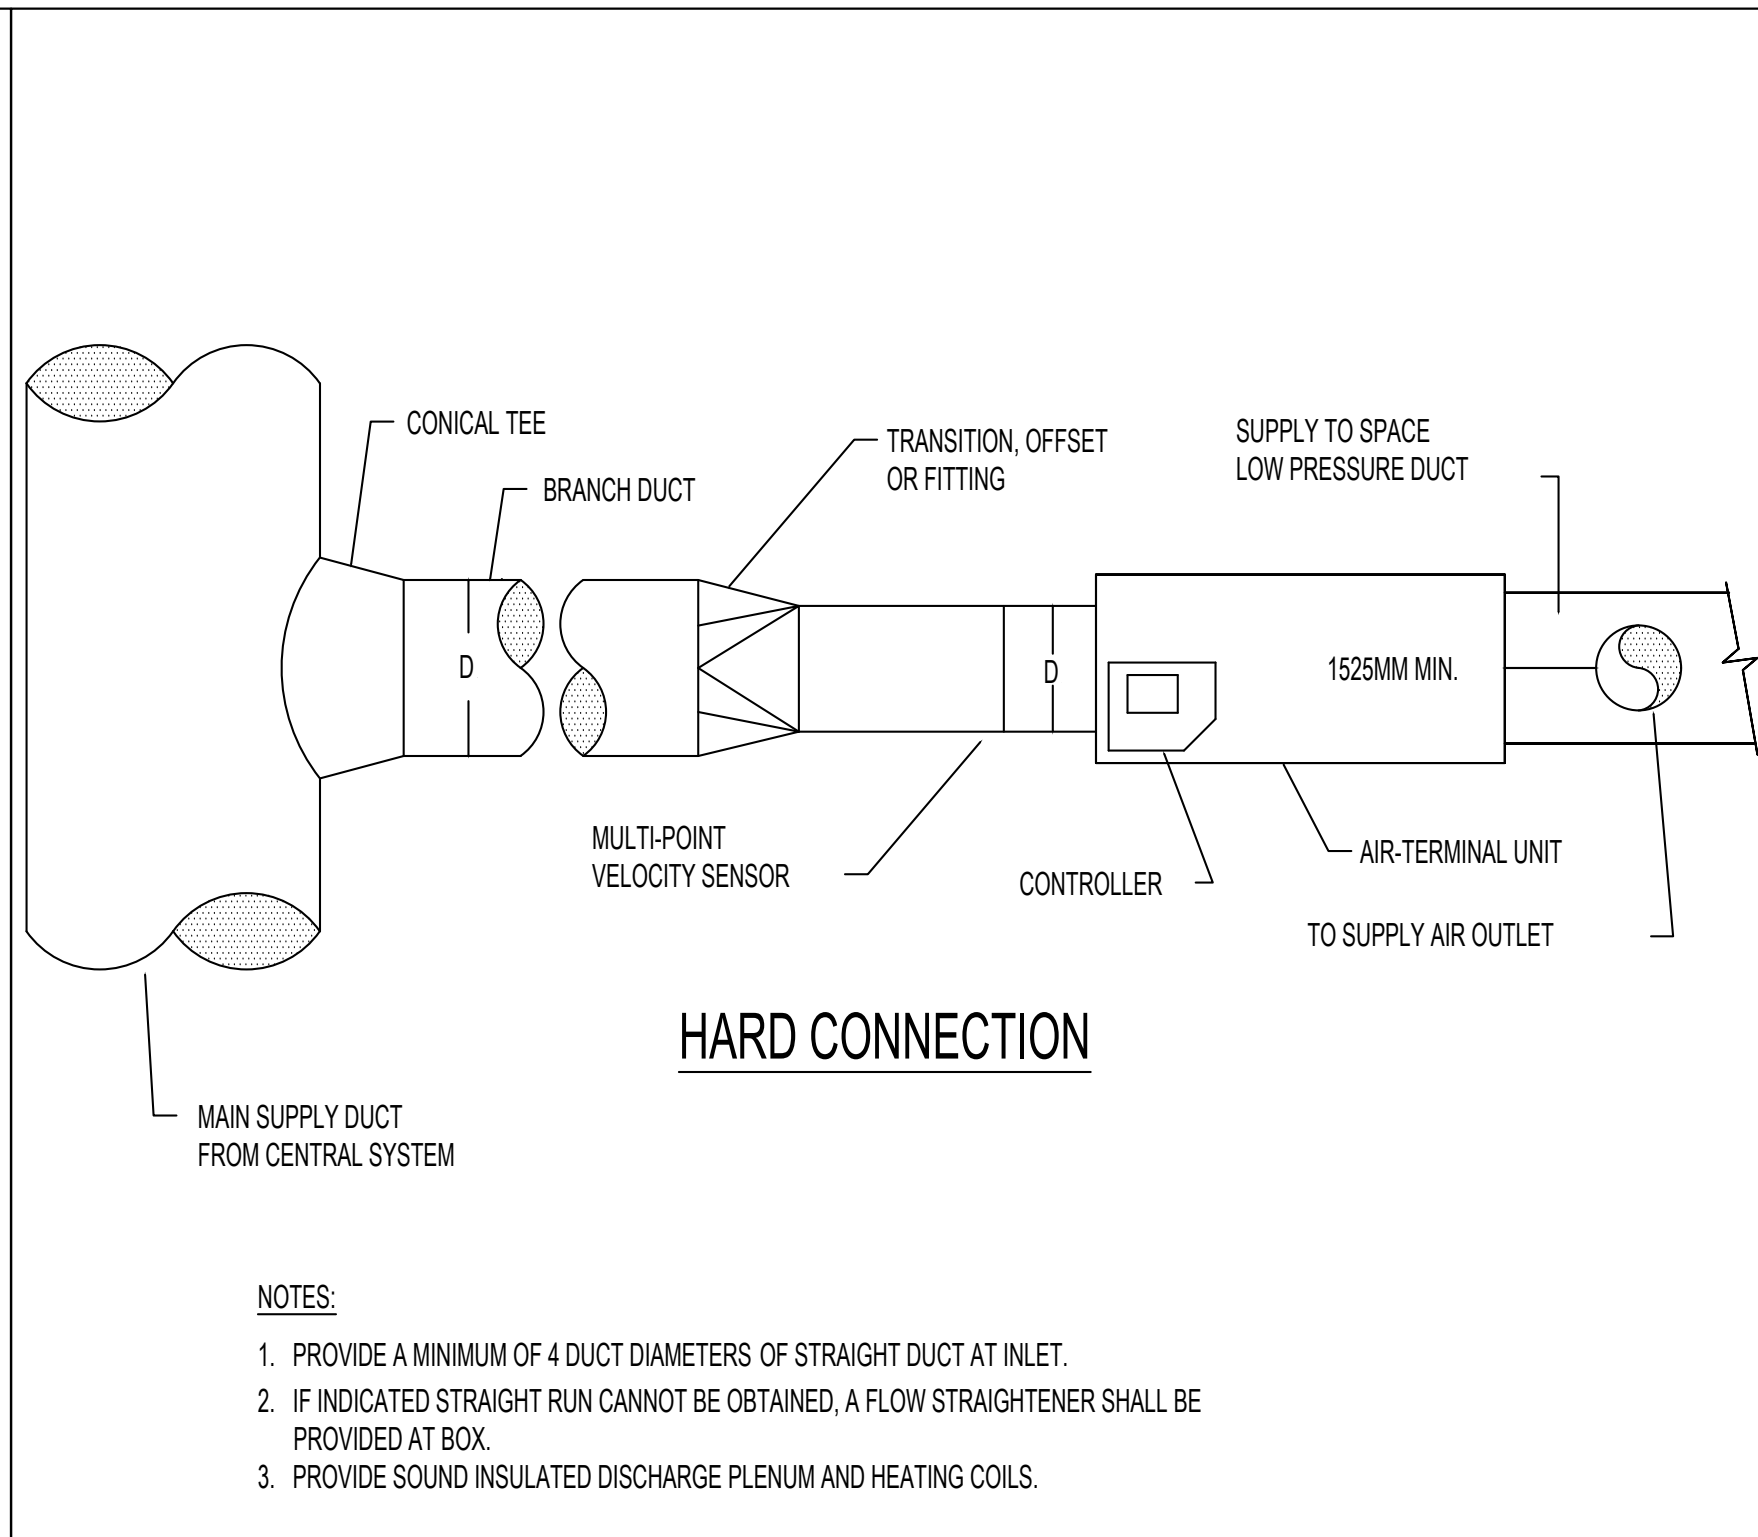 CONICAL TEE
BRANCH DUCT
TRANSITION, OFFSET
OR FITTING
SUPPLY TO SPACE
LOW PRESSURE DUCT
D
D
1525MM MIN.
MULTI-POINT
VELOCITY SENSOR
CONTROLLER
AIR-TERMINAL UNIT
TO SUPPLY AIR OUTLET
HARD CONNECTION
MAIN SUPPLY DUCT
FROM CENTRAL SYSTEM
NOTES:
1. PROVIDE A MINIMUM OF 4 DUCT DIAMETERS OF STRAIGHT DUCT AT INLET.
2. IF INDICATED STRAIGHT RUN CANNOT BE OBTAINED, A FLOW STRAIGHTENER SHALL BE
PROVIDED AT BOX.
3. PROVIDE SOUND INSULATED DISCHARGE PLENUM AND HEATING COILS.